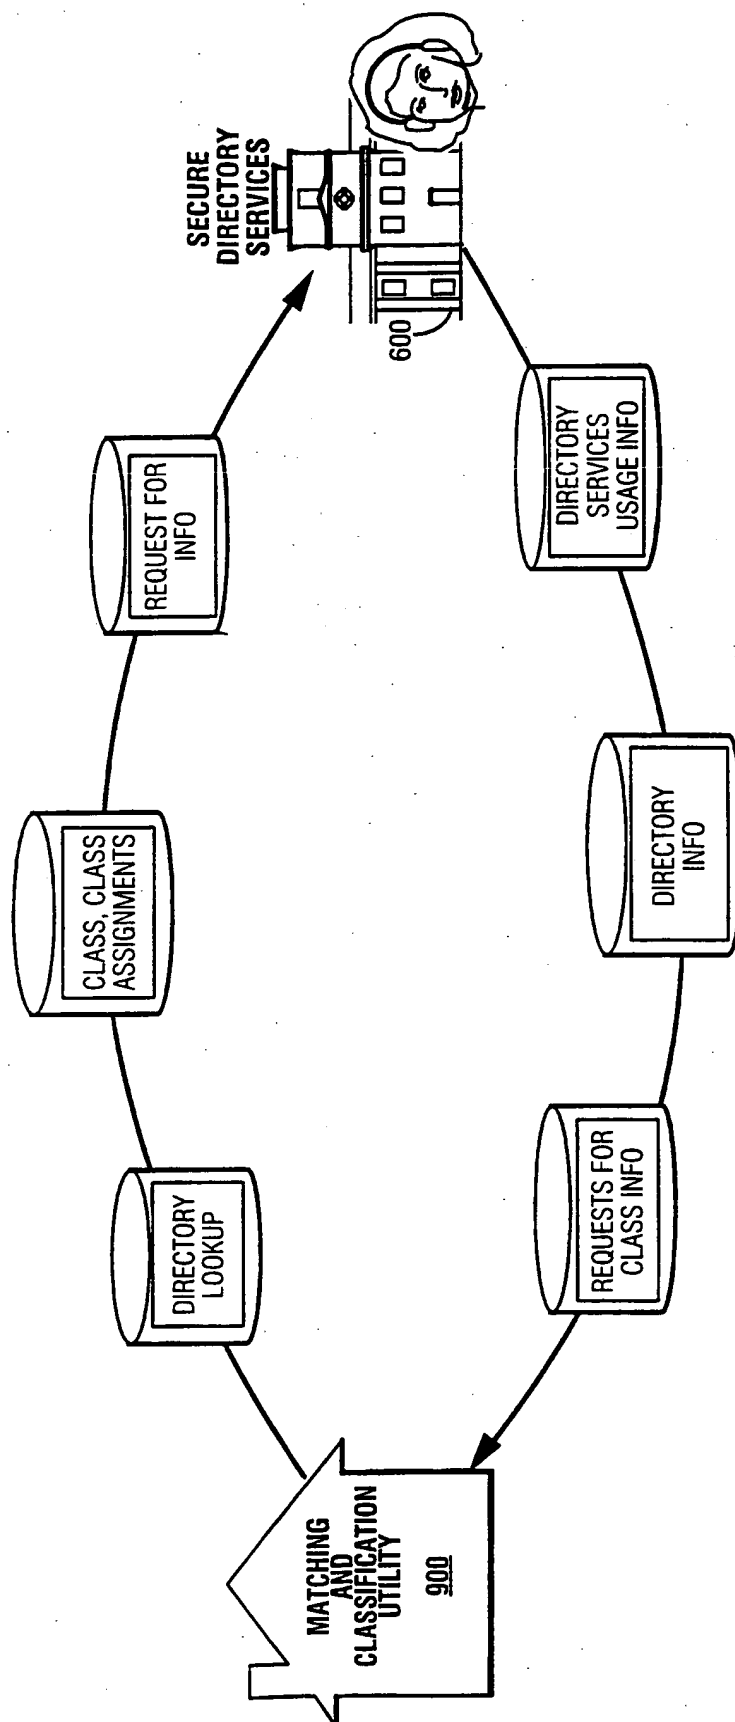 SECURE
DIRECTORY
SERVICES
600
REQUEST FOR
INFO
CLASS, CLASS
ASSIGNMENTS
DIRECTORY
LOOKUP
MATCHING
AND
CLASSIFICATION
UTILITY
900
REQUESTS FOR
CLASS INFO
DIRECTORY
INFO
DIRECTORY
SERVICES
USAGE INFO